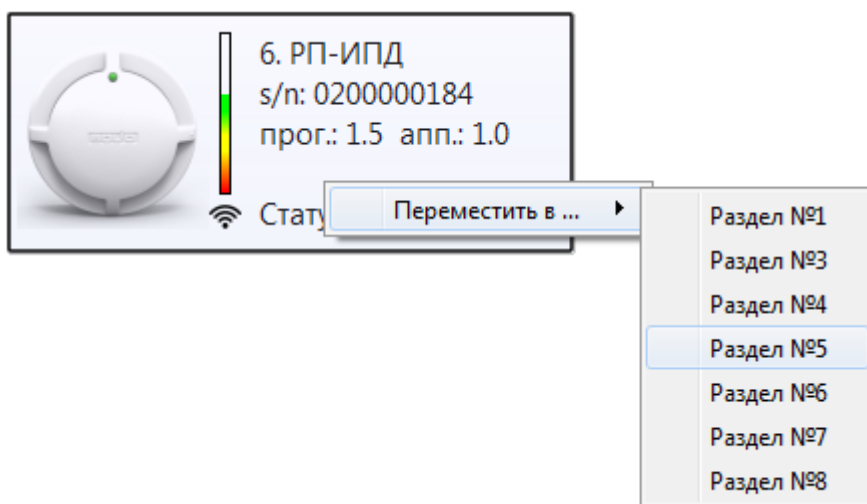 6. РП-ИПД
s/n: 0200000184
прог.: 1.5 апп.: 1.0
Стату
Переместить в ...
Раздел №1
Раздел №3
Раздел №4
Раздел №5
Раздел №6
Раздел №7
Раздел №8